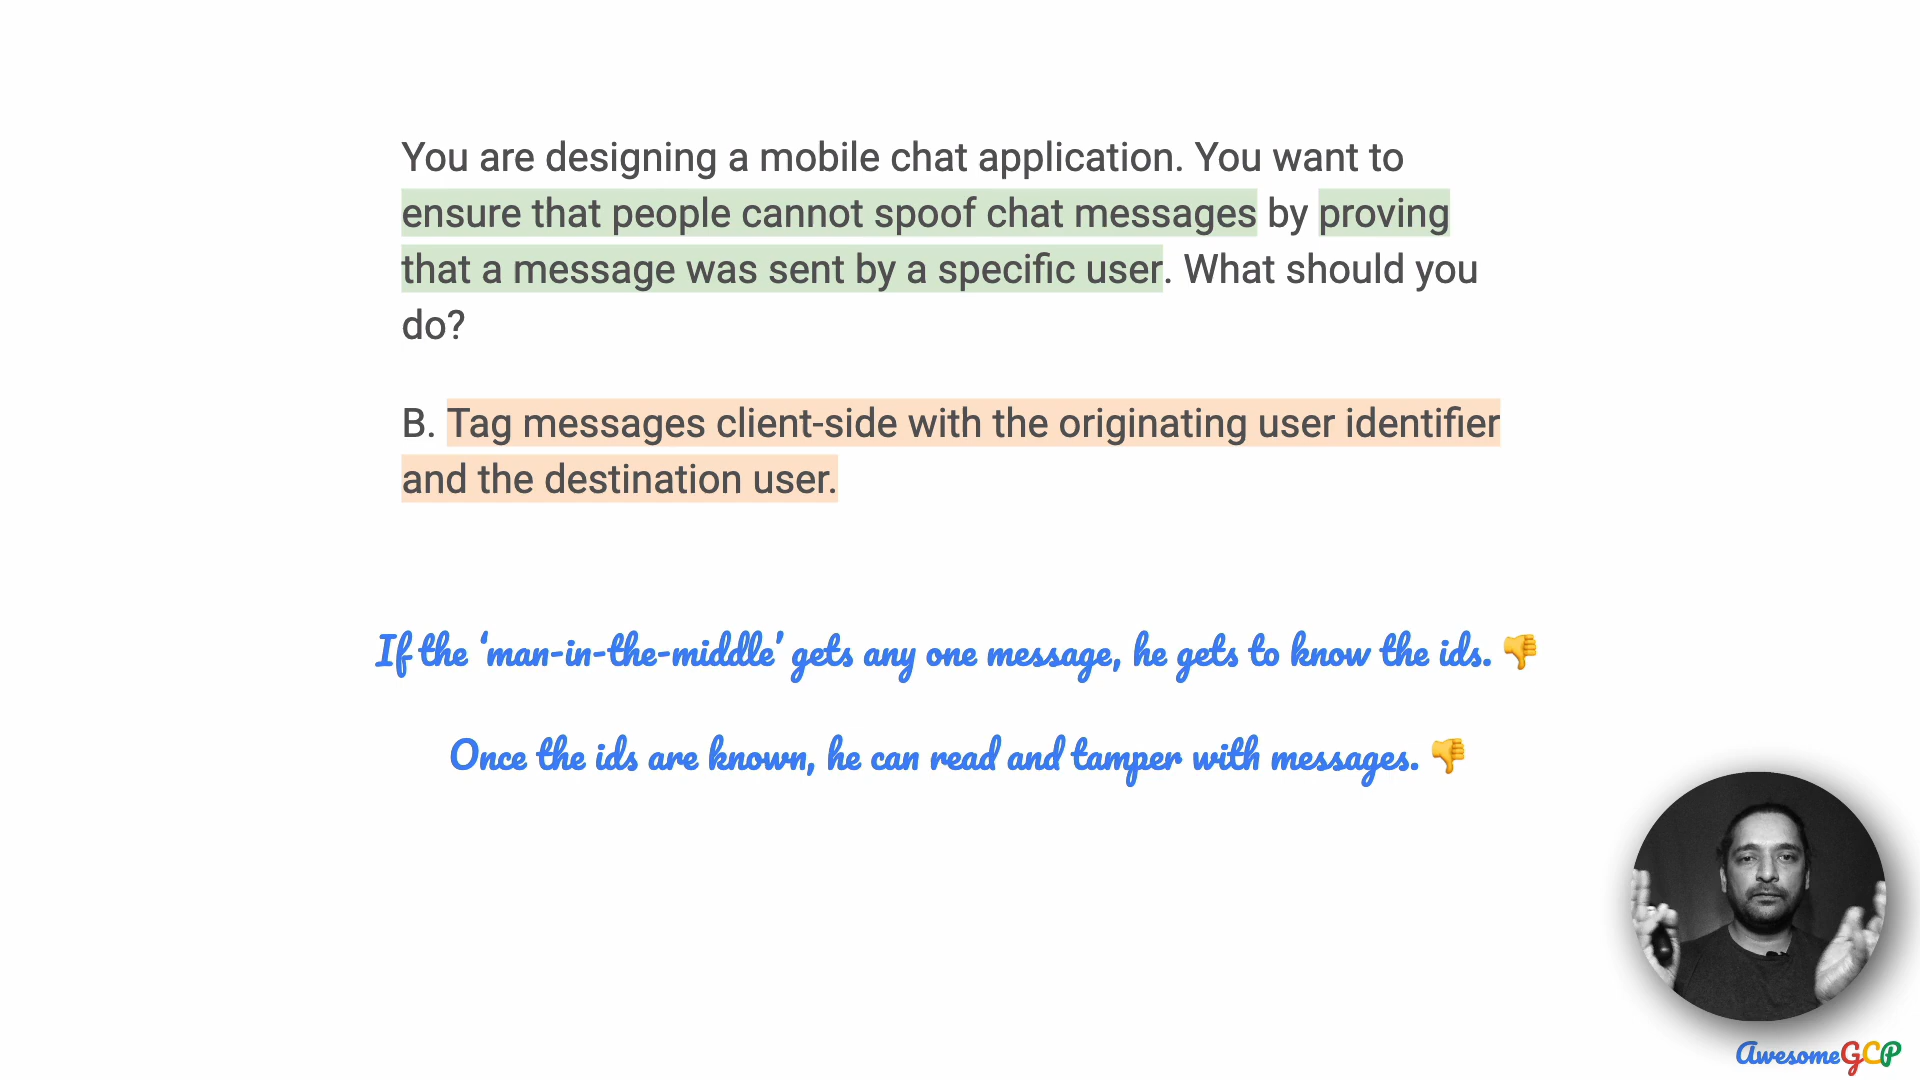 You are designing a mobile chat application. You want to
ensure that people cannot spoof chat messages by proving
that a message was sent by a specific user. What should you
do?
B. Tag messages client-side with the originating user identifier
and the destination user.
If the ‘man-in-the-middle’ gets any one message, he gets to know the ids. 👎
Once the ids are known, he can read and tamper with messages. 👎
AwesomeGCP